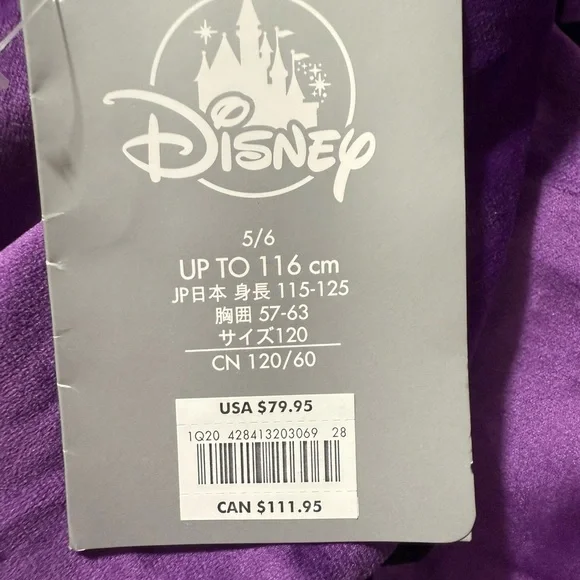 Disney
5/6
UP TO 116 cm
JP日本 身長 115-125
胸囲 57-63
サイズ120
CN 120/60
USA $79.95
1Q20 428413203069 28
CAN $111.95